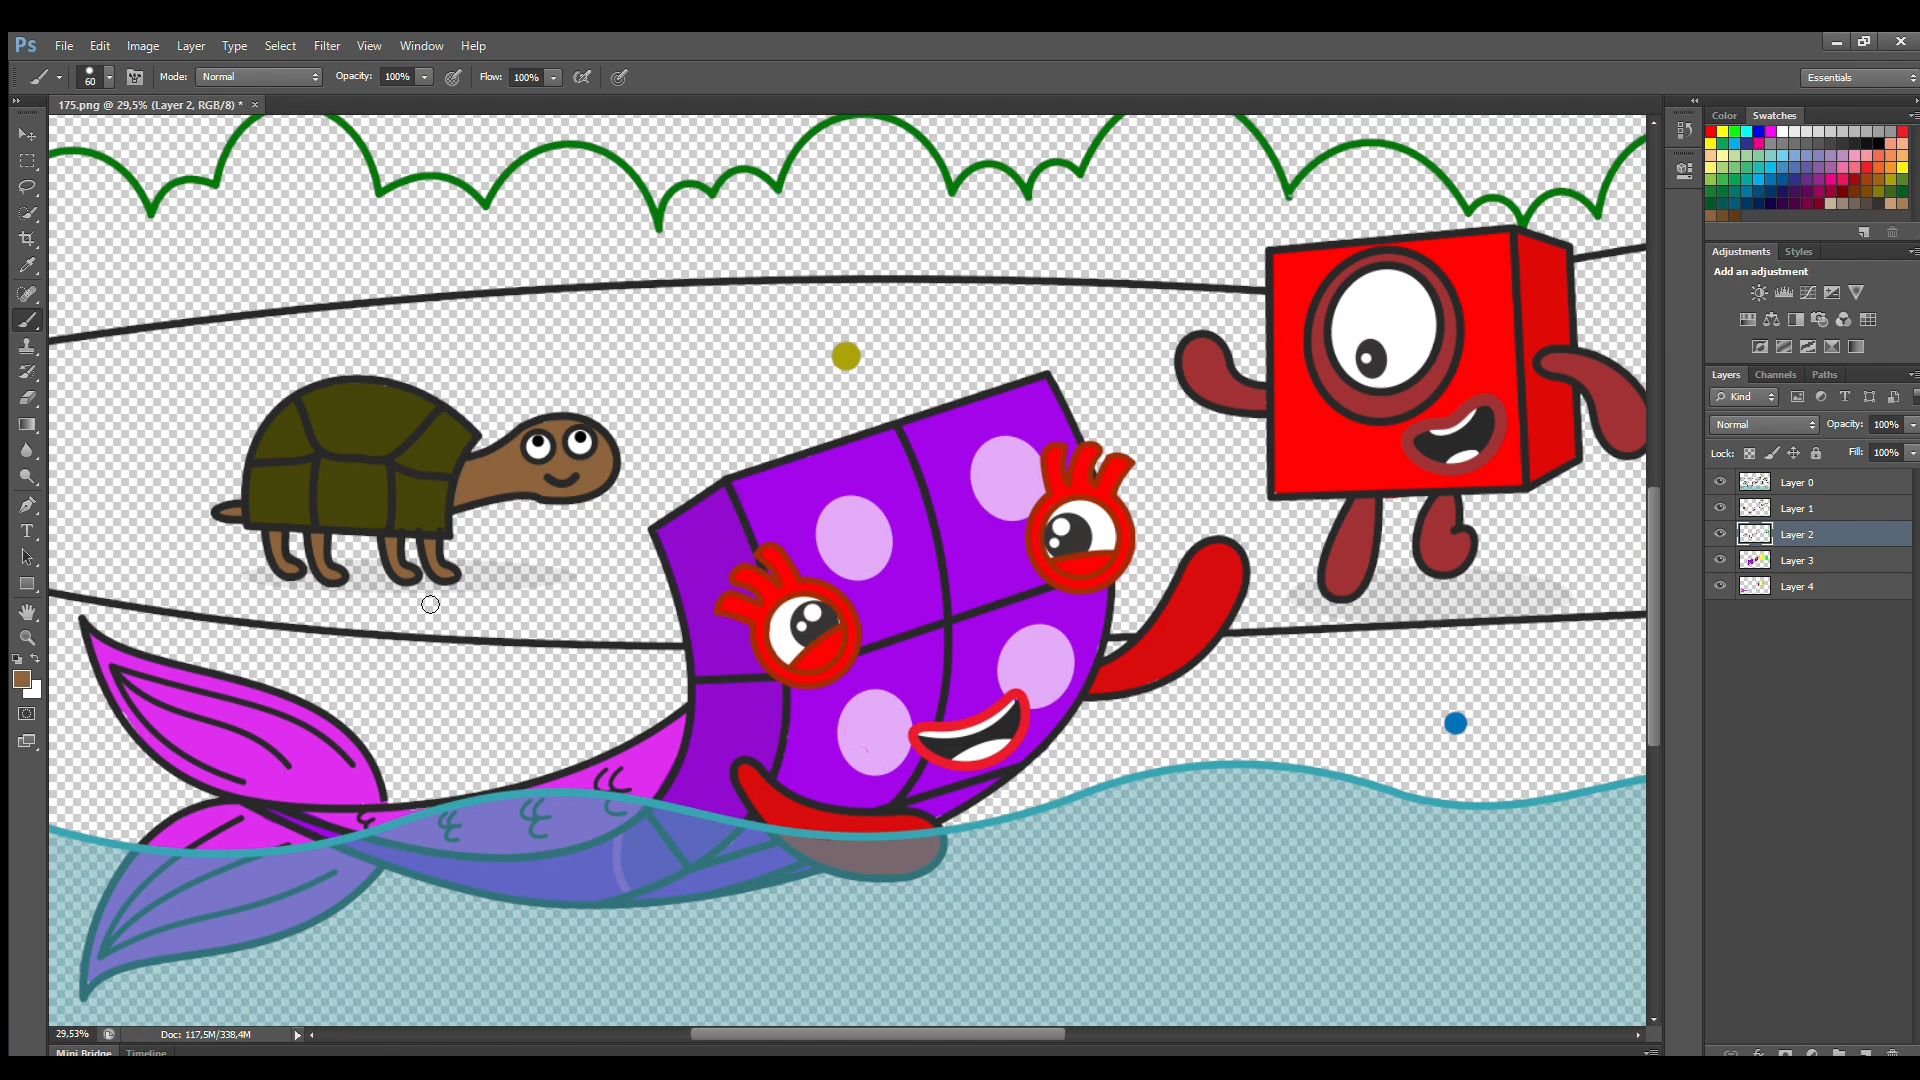 Ps File Edit Image Layer Type Select Filter View Window Help
60 Mode: Normal Opacity: 100% Flow: 100% Essentials
175.png @ 29,5% (Layer 2, RGB/8) * ×
Color Swatches
Adjustments Styles
Add an adjustment
Layers Channels Paths
Kind
Normal Opacity: 100%
Lock: Fill: 100%
Layer 0
Layer 1
Layer 2
Layer 3
Layer 4
29,53% Doc: 117,5M/338,4M
Mini Bridge Timeline